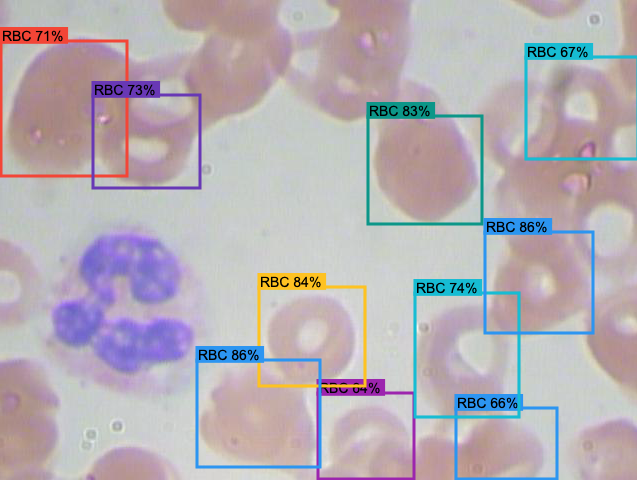 RBC 71%
RBC 67%
RBC 73%
RBC 83%
RBC 86%
RBC 84%
RBC 74%
RBC 86%
RBC
RBC 66%